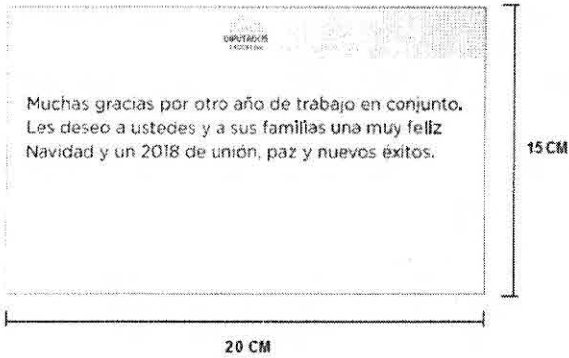 DIPUTADOS
ARGENTINA
Muchas gracias por otro año de trabajo en conjunto.
Les deseo a ustedes y a sus familias una muy feliz
Navidad y un 2018 de unión, paz y nuevos éxitos.
15 CM
20 CM